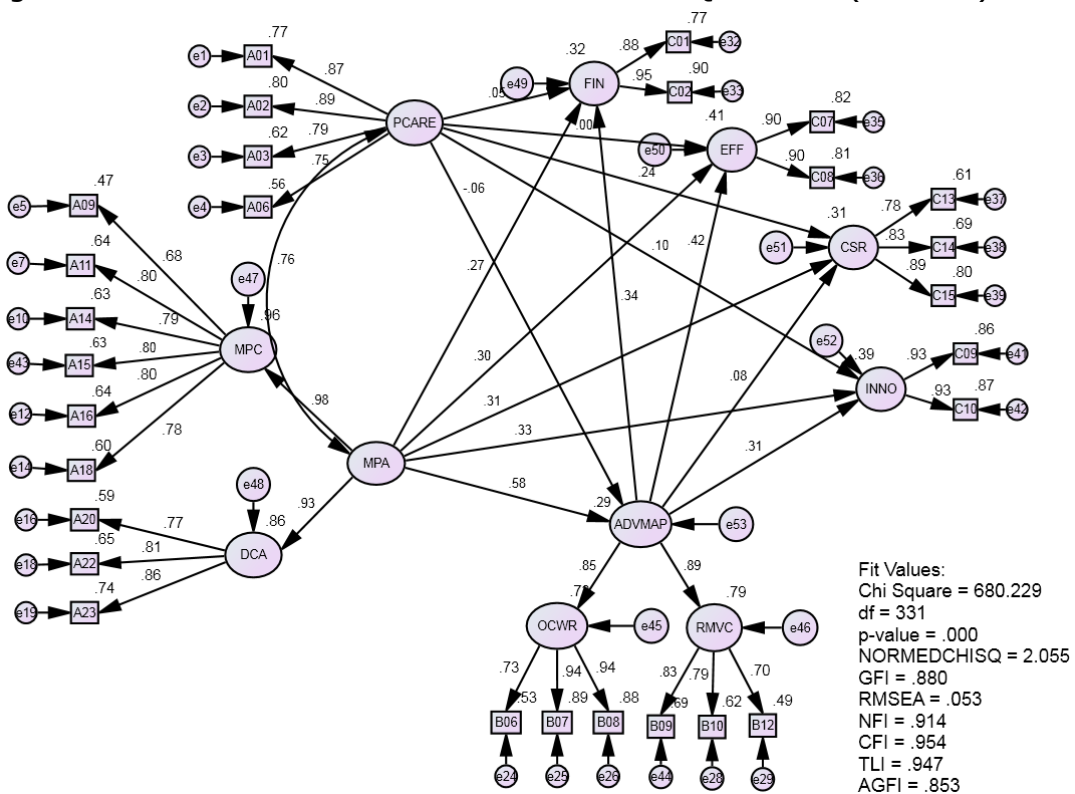 .77
.77
e1
A01
.87
.32
.88
C01
e32
.80
.90
e2
A02
.89
e49
FIN
.95
C02
e33
.05
PCARE
.62
.79
.00
.41
.82
e3
A03
.90
C07
e35
.75
e50
EFF
.56
.24
.90
.81
e4
A06
C08
e36
.47
-.06
.61
e5
A09
.31
.78
C13
e37
.64
.68
.83
.69
e7
A11
.76
.10
.42
e51
CSR
C14
e38
.80
e47
.27
.89
.80
.63
.34
C15
e39
e10
A14
.79
.96
.86
.63
e52
e43
A15
.80
MPC
.39
.93
C09
e41
.80
.30
.08
.64
INNO
.93
.87
e12
A16
.98
.31
C10
e42
.78
.60
.33
.31
e14
A18
MPA
.58
.59
e48
.29
e16
A20
.77
.93
ADVMAP
e53
.65
.86
e18
A22
.81
DCA
.74
.86
.85
.89
e19
A23
.79
OCWR
e45
RMVC
e46
.73
.94
.94
.83
.79
.70
.53
.89
.88
.69
.62
.49
B06
B07
B08
B09
B10
B12
e24
e25
e26
e44
e28
e29
Fit Values:
Chi Square = 680.229
df = 331
p-value = .000
NORMEDCHISQ = 2.055
GFI = .880
RMSEA = .053
NFI = .914
CFI = .954
TLI = .947
AGFI = .853